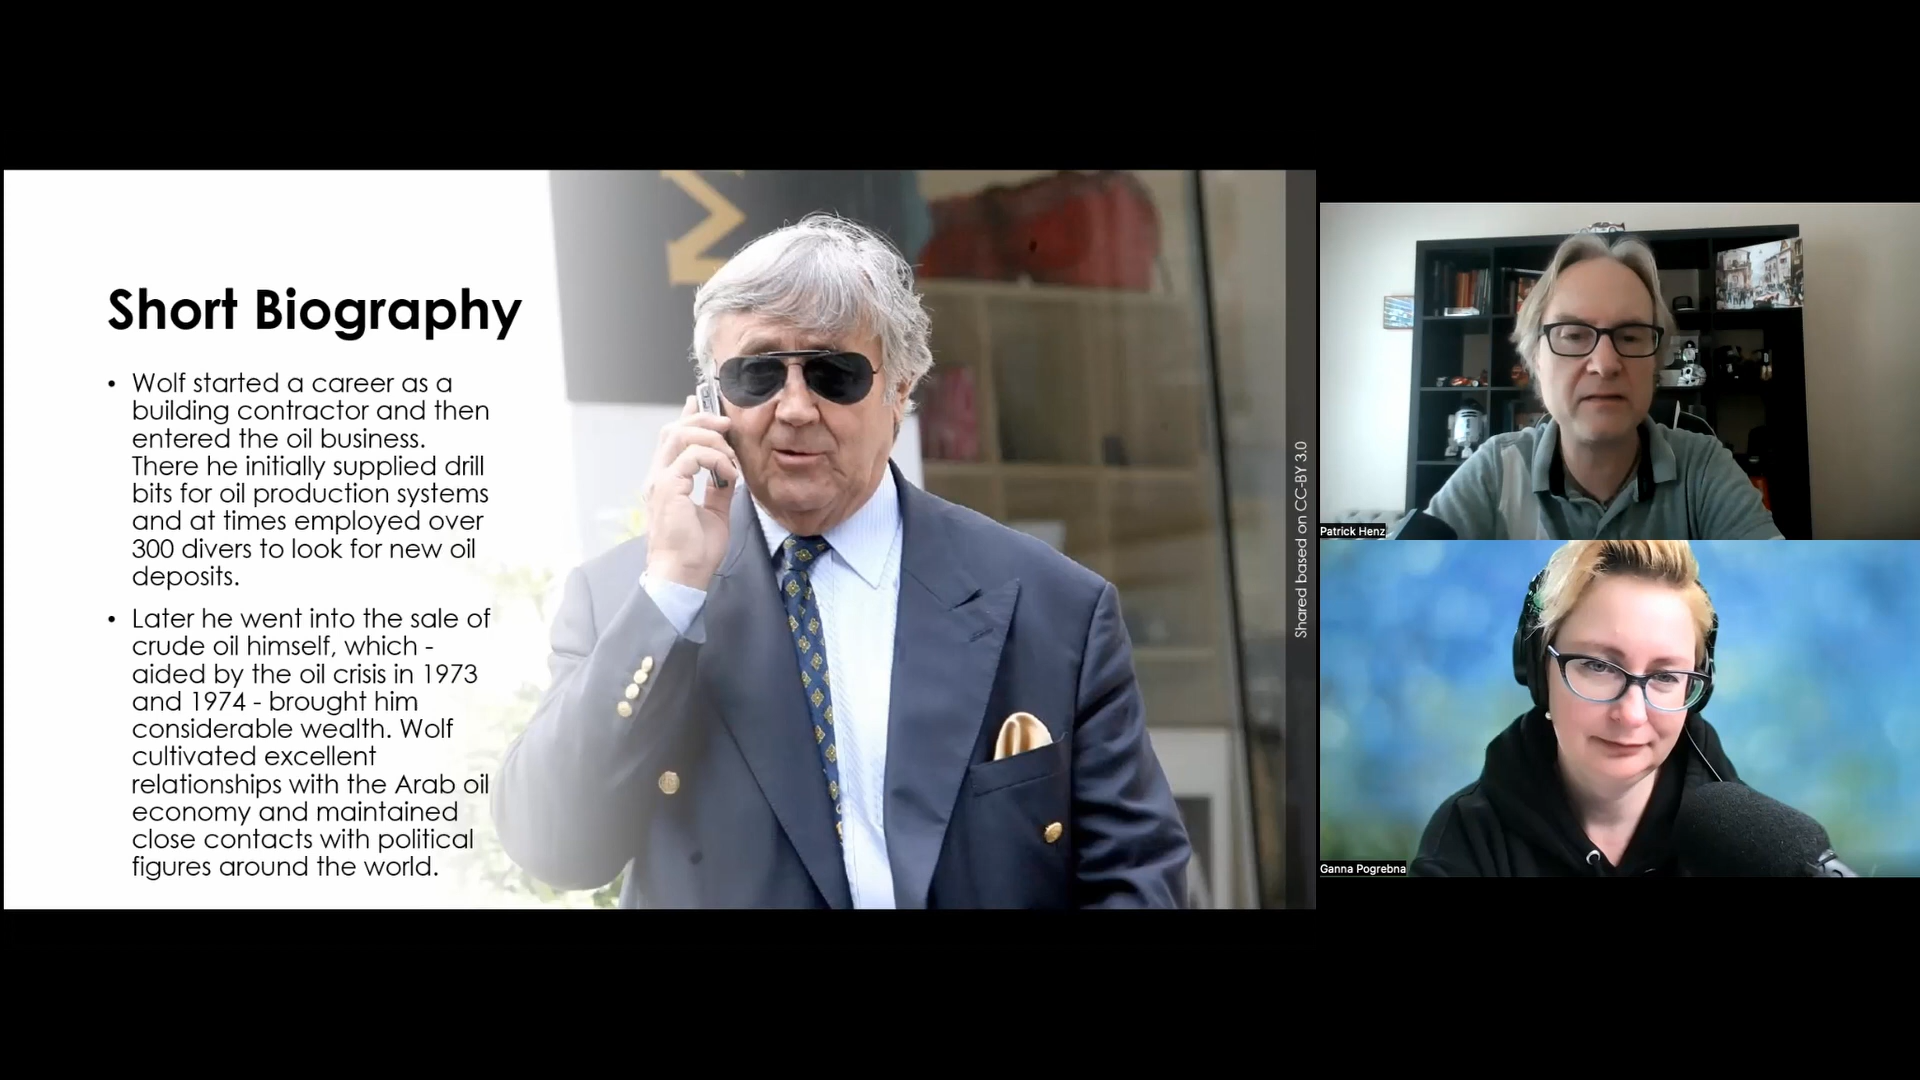 Short Biography
• Wolf started a career as a
building contractor and then
entered the oil business.
There he initially supplied drill
bits for oil production systems
and at times employed over
300 divers to look for new oil
deposits.
• Later he went into the sale of
crude oil himself, which -
aided by the oil crisis in 1973
and 1974 - brought him
considerable wealth. Wolf
cultivated excellent
relationships with the Arab oil
economy and maintained
close contacts with political
figures around the world.
Shared based on CC-BY 3.0
Patrick Henz
Ganna Pogrebna